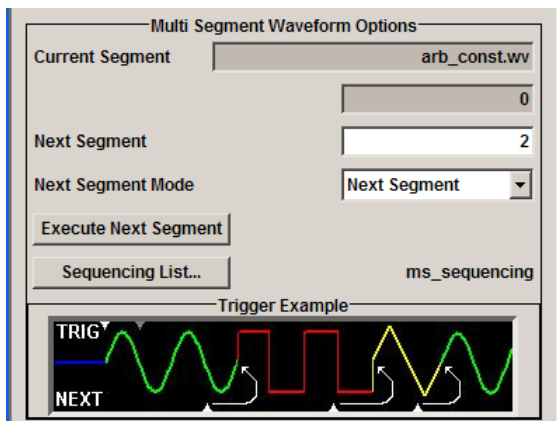 Multi Segment Waveform Options
Current Segment arb_const.wv
0
Next Segment 2
Next Segment Mode Next Segment
Execute Next Segment
Sequencing List... ms_sequencing
Trigger Example
TRIG
NEXT